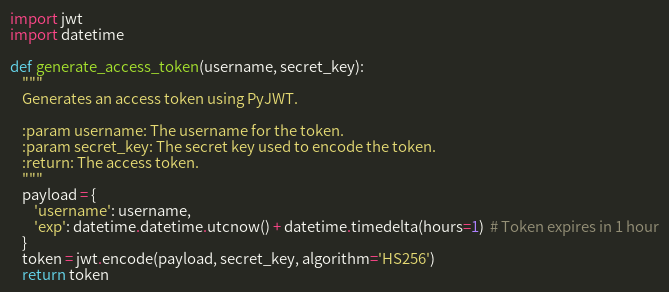 import jwt
import datetime

def generate_access_token(username, secret_key):
    """
    Generates an access token using PyJWT.

    :param username: The username for the token.
    :param secret_key: The secret key used to encode the token.
    :return: The access token.
    """
    payload = {
        'username': username,
        'exp': datetime.datetime.utcnow() + datetime.timedelta(hours=1)  # Token expires in 1 hour
    }
    token = jwt.encode(payload, secret_key, algorithm='HS256')
    return token